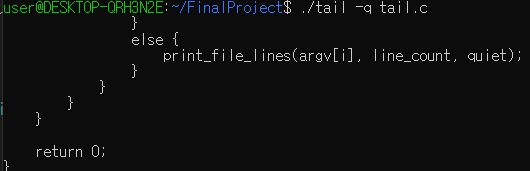 user@DESKTOP-QRH3N2E:~/FinalProject$ ./tail -q tail.c
                }
                else {
                    print_file_lines(argv[i], line_count, quiet);
                }
            }
        }
    }

    return 0;
}